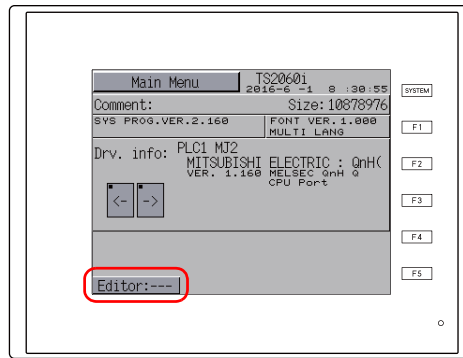 Main Menu
TS2060i
2016-6 -1 8 :30:55
Comment:
Size:10878976
SYS PROG.VER.2.160
FONT VER.1.000
MULTI LANG
Drv. info:
PLC1 MJ2
MITSUBISHI ELECTRIC : QnH(
VER. 1.160 MELSEC QnH Q
CPU Port
<- ->
Editor:---
SYSTEM
F1
F2
F3
F4
F5